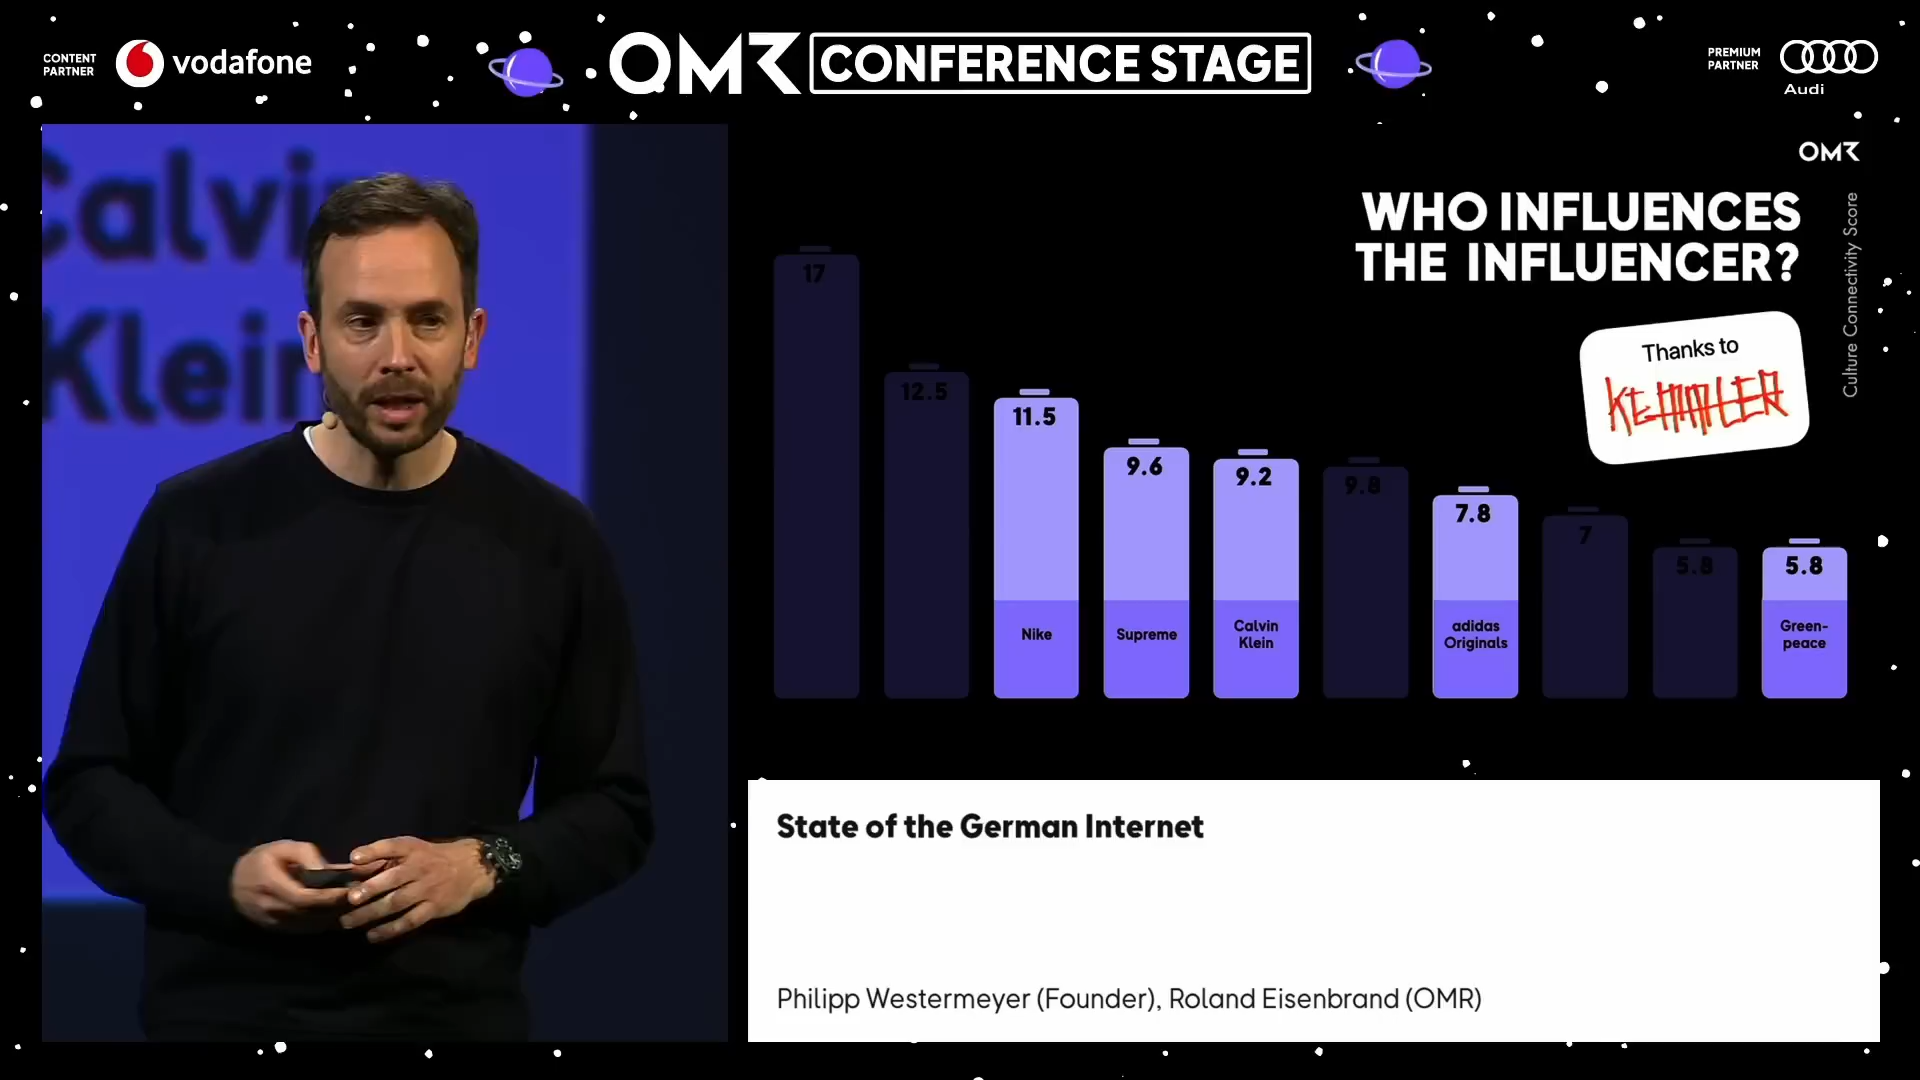 CONTENT
PARTNER
vodafone
OMR CONFERENCE STAGE
PREMIUM
PARTNER
Audi
Calvin
Klein
OMR
WHO INFLUENCES
THE INFLUENCER?
Culture Connectivity Score
Thanks to
KEMMLER
17
12.5
11.5
9.6
9.2
9.8
7.8
7
5.8
5.8
Nike
Supreme
Calvin
Klein
adidas
Originals
Green-
peace
State of the German Internet
Philipp Westermeyer (Founder), Roland Eisenbrand (OMR)